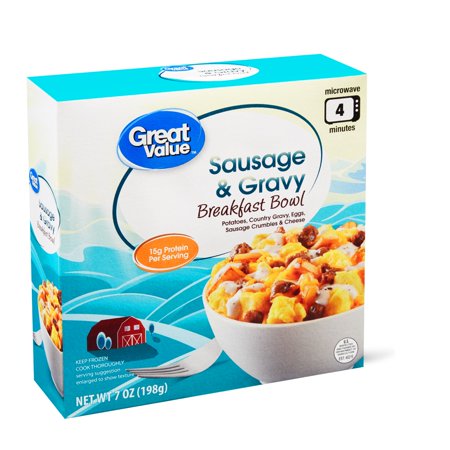 Great
Value™
microwave
4
minutes
Sausage
& Gravy
Breakfast Bowl
Potatoes, Country Gravy, Eggs,
Sausage Crumbles & Cheese
15g Protein
Per Serving
KEEP FROZEN
COOK THOROUGHLY
serving suggestion
enlarged to show texture
NET WT 7 OZ (198g)